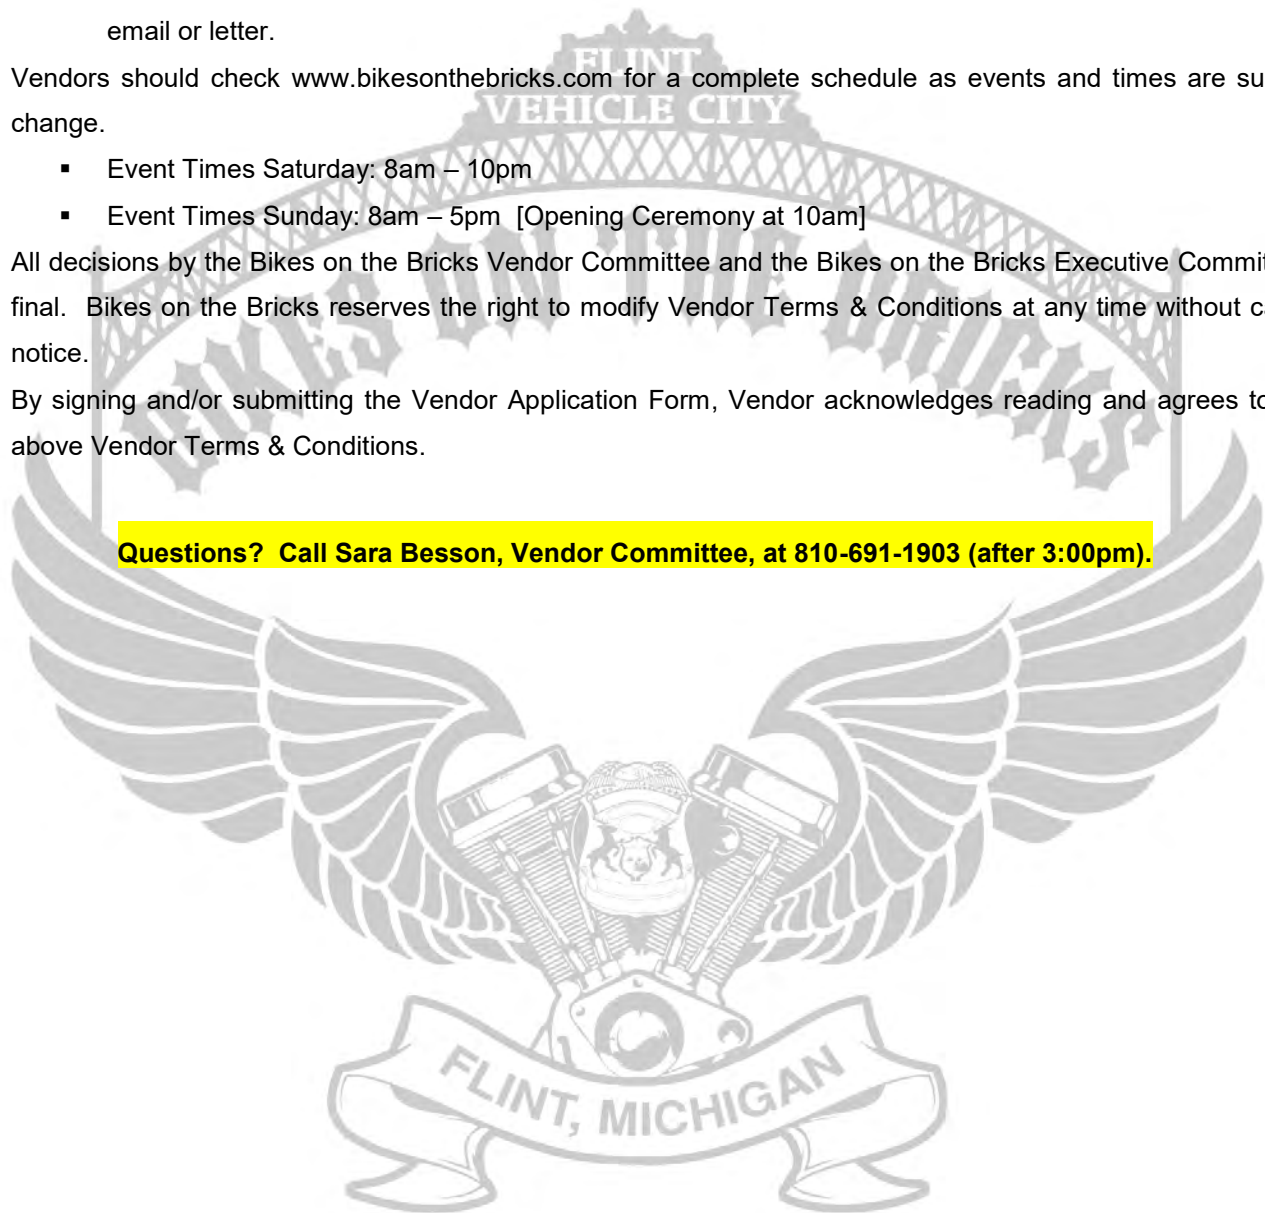 email or letter.
Vendors should check www.bikesonthebricks.com for a complete schedule as events and times are su
change.
▪ Event Times Saturday: 8am – 10pm
▪ Event Times Sunday: 8am – 5pm [Opening Ceremony at 10am]
All decisions by the Bikes on the Bricks Vendor Committee and the Bikes on the Bricks Executive Commi
final. Bikes on the Bricks reserves the right to modify Vendor Terms & Conditions at any time without c
notice.
By signing and/or submitting the Vendor Application Form, Vendor acknowledges reading and agrees to
above Vendor Terms & Conditions.
Questions? Call Sara Besson, Vendor Committee, at 810-691-1903 (after 3:00pm).
FLINT
VEHICLE CITY
BIKES ON THE BRICKS
FLINT, MICHIGAN